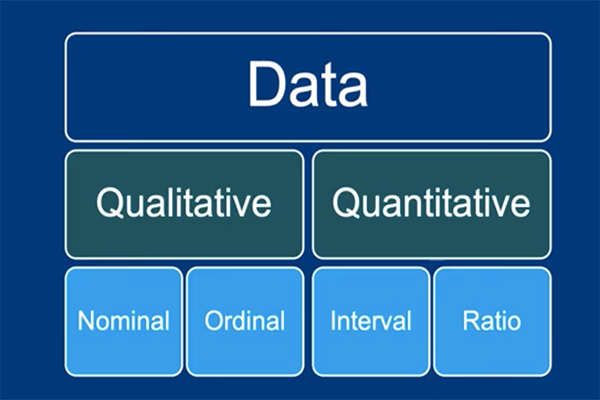 Data
Qualitative Quantitative
Nominal Ordinal Interval Ratio